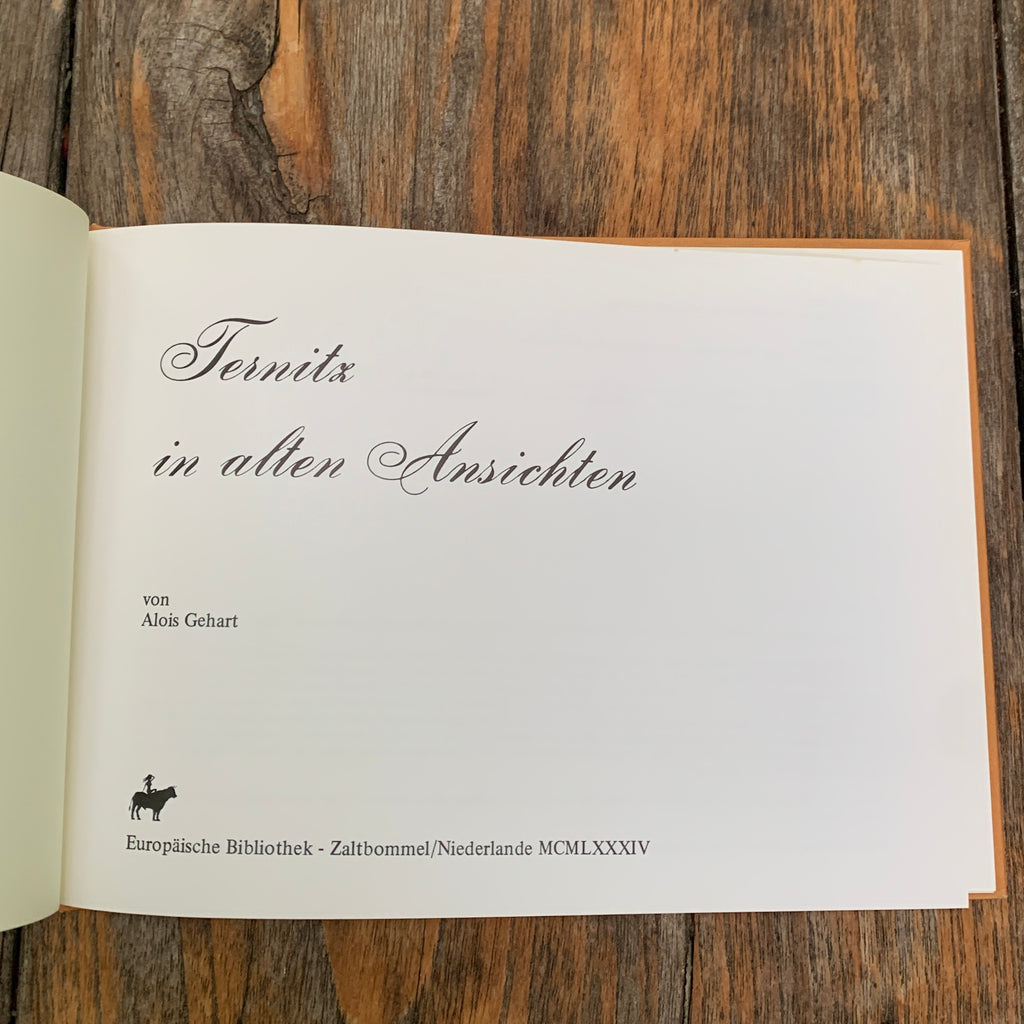 Ternitz
in alten Ansichten
von
Alois Gehart
Europäische Bibliothek - Zaltbommel/Niederlande MCMLXXXIV